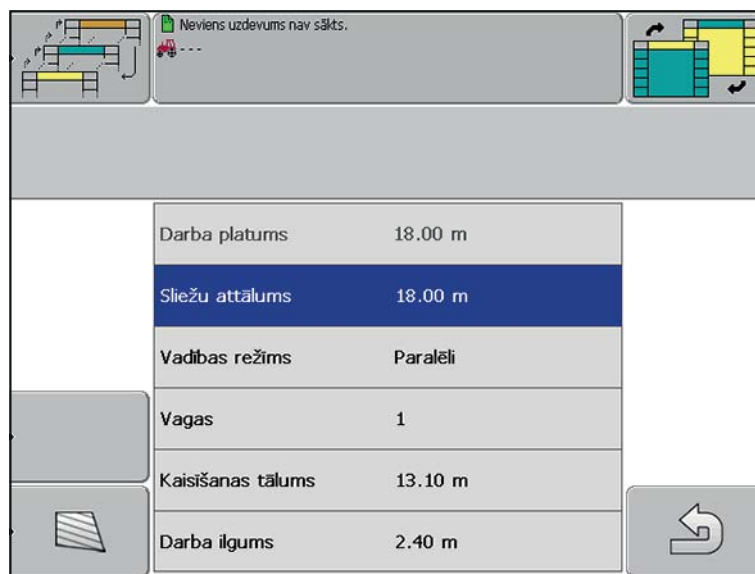 Neviens uzdevums nav sākts.
---
Darba platums 18.00 m
Sliežu attālums 18.00 m
Vadības režīms Paralēli
Vagas 1
Kaisīšanas tālums 13.10 m
Darba ilgums 2.40 m